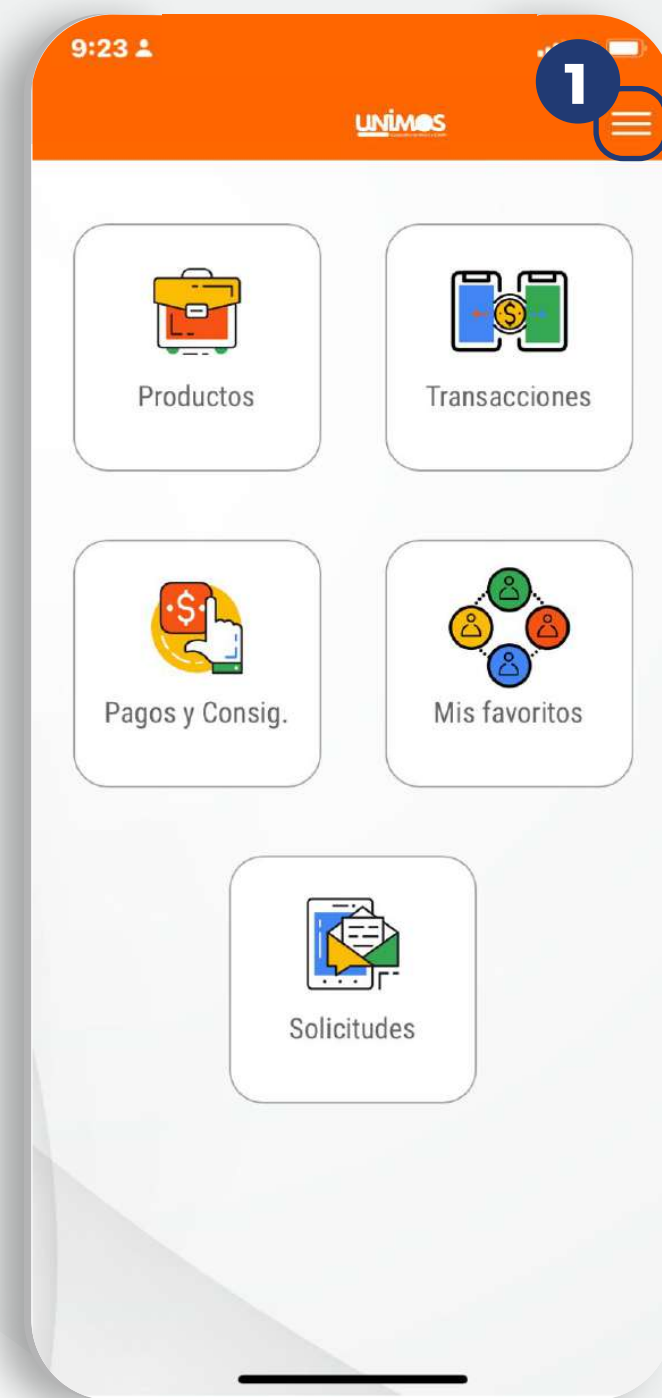 9:23
1
UNiMOS
Productos
Transacciones
Pagos y Consig.
Mis favoritos
Solicitudes